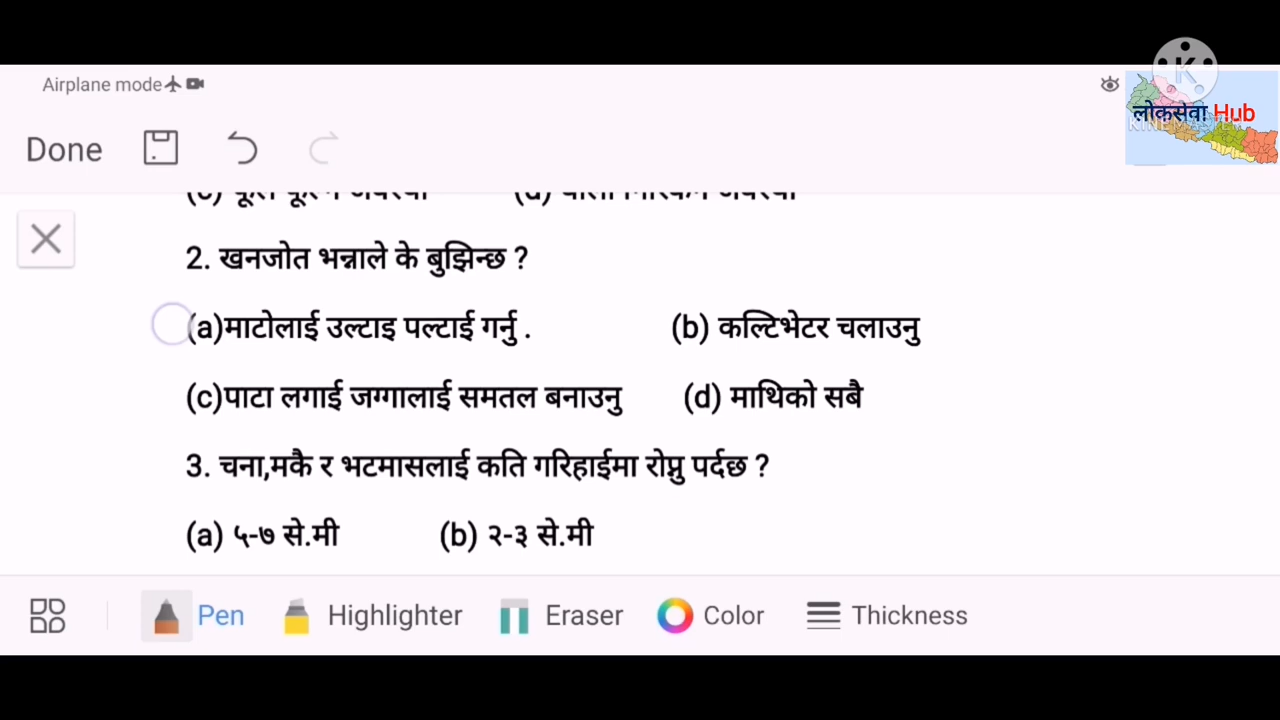 Airplane mode
लोकसेवा Hub
KINEMASTER
Done
2. खनजोत भन्नाले के बुझिन्छ ?
(a)माटोलाई उल्टाइ पल्टाई गर्नु . (b) कल्टिभेटर चलाउनु
(c)पाटा लगाई जग्गालाई समतल बनाउनु (d) माथिको सबै
3. चना,मकै र भटमासलाई कति गरिहाईमा रोप्नु पर्दछ ?
(a) ५-७ से.मी (b) २-३ से.मी
Pen Highlighter Eraser Color Thickness